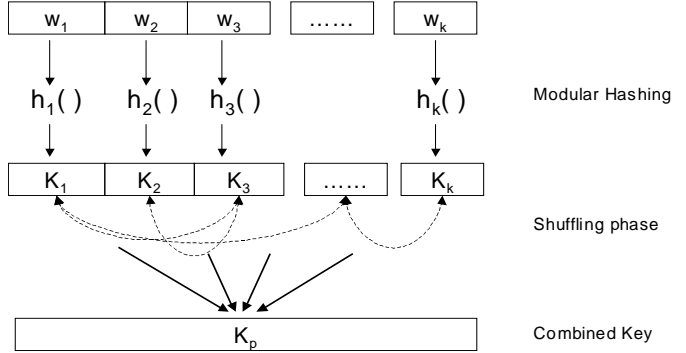 w1 w2 w3 ...... wk
h1( ) h2( ) h3( ) hk( ) Modular Hashing
K1 K2 K3 ...... Kk
Shuffling phase
Kp Combined Key